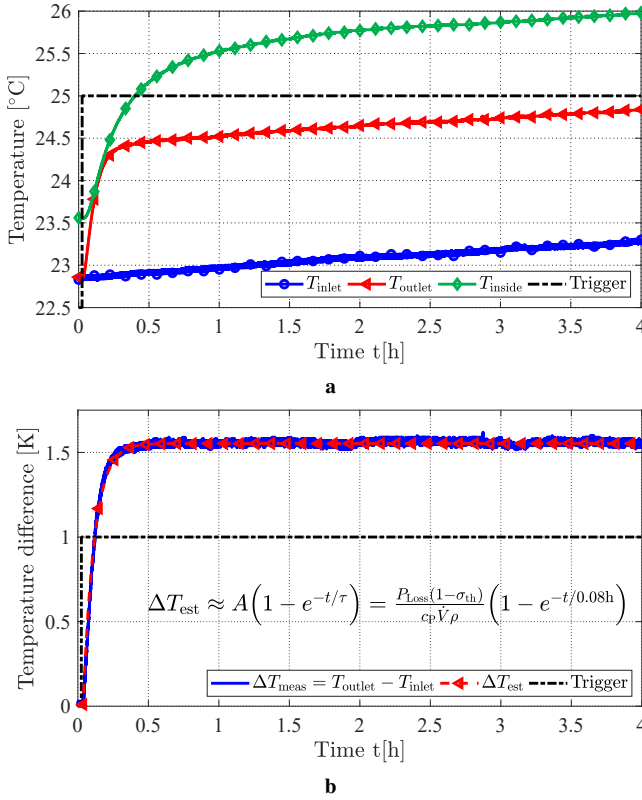 26
25.5
25
24.5
24
23.5
23
22.5
Temperature [°C]
0 0.5 1 1.5 2 2.5 3 3.5 4
T_inlet T_outlet T_inside Trigger
Time t[h]
a
1.5
1
0.5
0
Temperature difference [K]
ΔT_est ≈ A(1 − e^{−t/τ}) = P_Loss(1−σ_th)/(c_P V̇ρ) (1 − e^{−t/0.08h})
ΔT_meas = T_outlet − T_inlet ΔT_est Trigger
0 0.5 1 1.5 2 2.5 3 3.5 4
Time t[h]
b